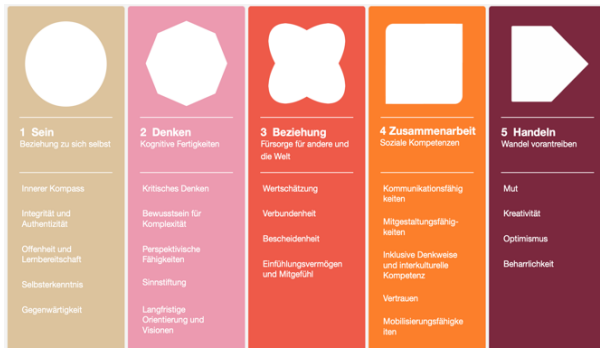 1 Sein
Beziehung zu sich selbst
Innerer Kompass
Integrität und
Authentizität
Offenheit und
Lernbereitschaft
Selbsterkenntnis
Gegenwärtigkeit
2 Denken
Kognitive Fertigkeiten
Kritisches Denken
Bewusstsein für
Komplexität
Perspektivische
Fähigkeiten
Sinnstiftung
Langfristige
Orientierung und
Visionen
3 Beziehung
Fürsorge für andere und
die Welt
Wertschätzung
Verbundenheit
Bescheidenheit
Einfühlungsvermögen
und Mitgefühl
4 Zusammenarbeit
Soziale Kompetenzen
Kommunikationsfähig
keiten
Mitgestaltungsfähig-
keiten
Inklusive Denkweise
und interkulturelle
Kompetenz
Vertrauen
Mobilisierungsfähigke
iten
5 Handeln
Wandel vorantreiben
Mut
Kreativität
Optimismus
Beharrlichkeit